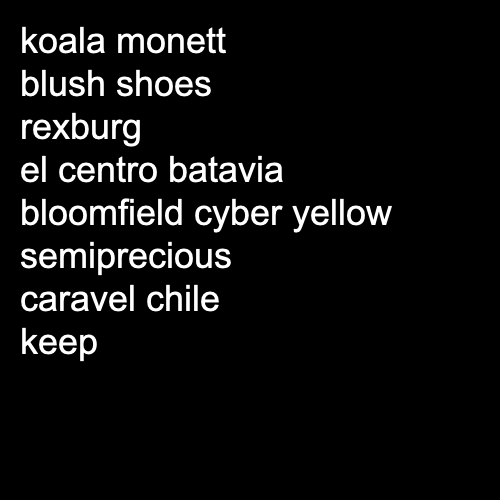 koala monett
blush shoes
rexburg
el centro batavia
bloomfield cyber yellow
semiprecious
caravel chile
keep